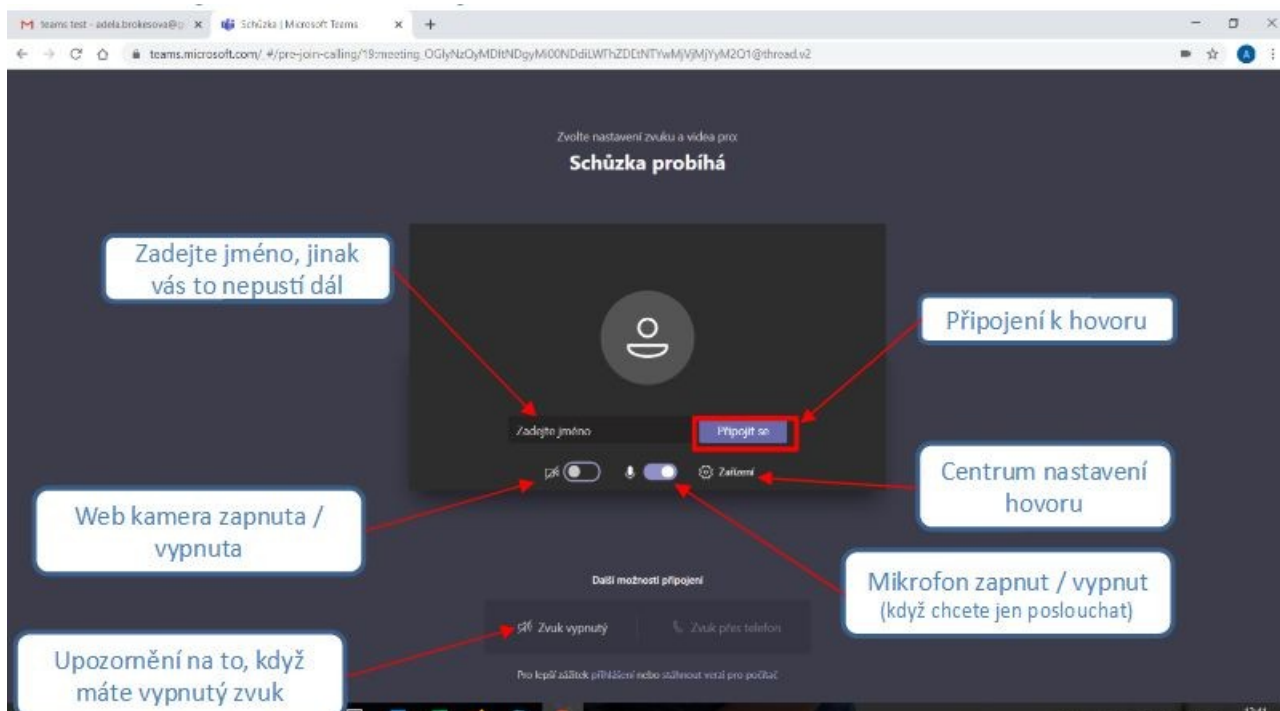 teams test - adela.brokesova@g
Schůzka | Microsoft Teams
teams.microsoft.com/_#/pre-join-calling/19:meeting_
Zvolte nastavení zvuku a videa pro:
Schůzka probíhá
Zadejte jméno, jinak
vás to nepustí dál
Připojení k hovoru
Zadejte jméno
Připojit se
Zařízení
Centrum nastavení
hovoru
Web kamera zapnuta /
vypnuta
Mikrofon zapnut / vypnut
(když chcete jen poslouchat)
Další možnosti připojení
Zvuk vypnutý
Zvuk přes telefon
Upozornění na to, když
máte vypnutý zvuk
Pro lepší zážitek přihlášení nebo stáhnout verzi pro počítač
A